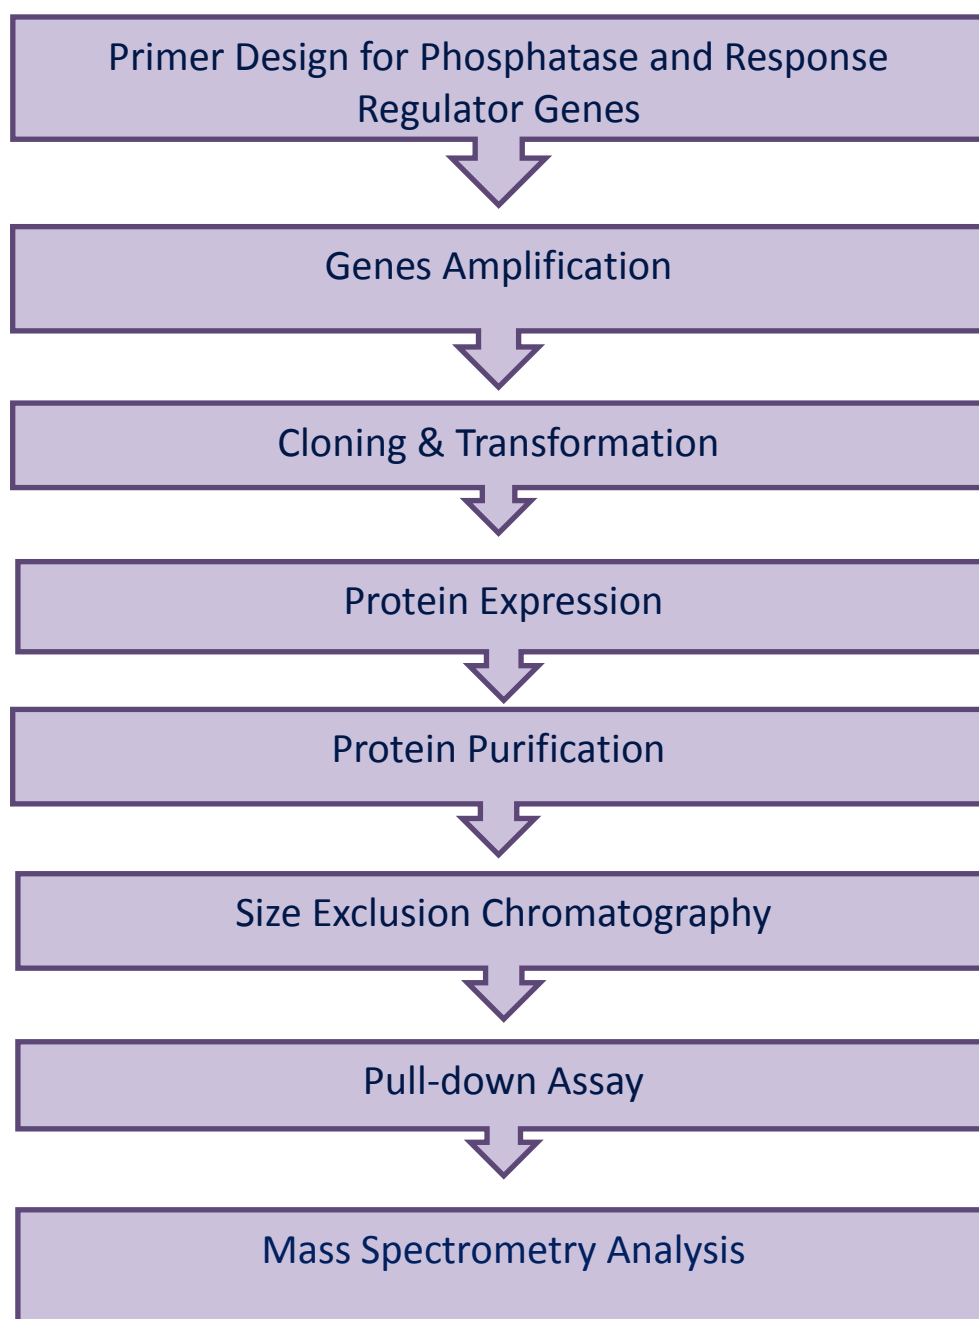 Primer Design for Phosphatase and Response
Regulator Genes
Genes Amplification
Cloning & Transformation
Protein Expression
Protein Purification
Size Exclusion Chromatography
Pull-down Assay
Mass Spectrometry Analysis